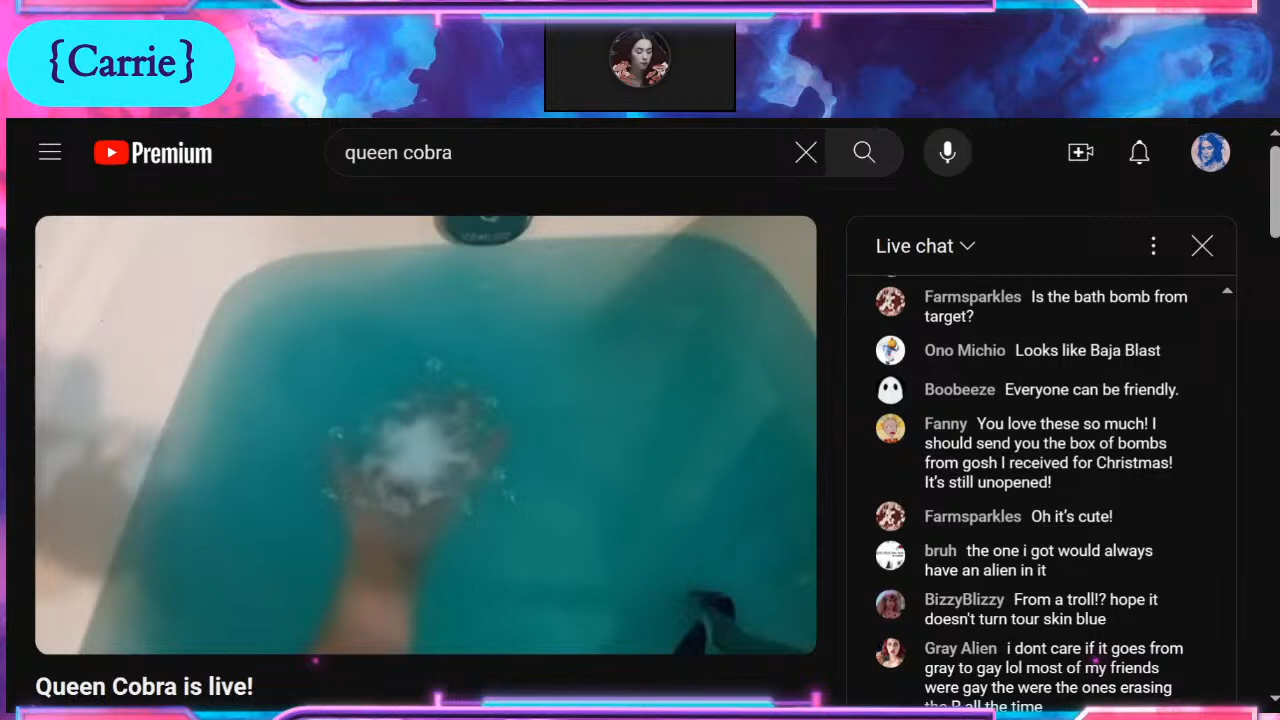 {Carrie}
Premium
queen cobra
Live chat
Farmsparkles Is the bath bomb from
target?
Ono Michio Looks like Baja Blast
Boobeeze Everyone can be friendly.
Fanny You love these so much! I
should send you the box of bombs
from gosh I received for Christmas!
It's still unopened!
Farmsparkles Oh it's cute!
bruh the one i got would always
have an alien in it
BizzyBlizzy From a troll!? hope it
doesn't turn tour skin blue
Gray Alien i dont care if it goes from
gray to gay lol most of my friends
were gay the were the ones erasing
the B all the time
Queen Cobra is live!